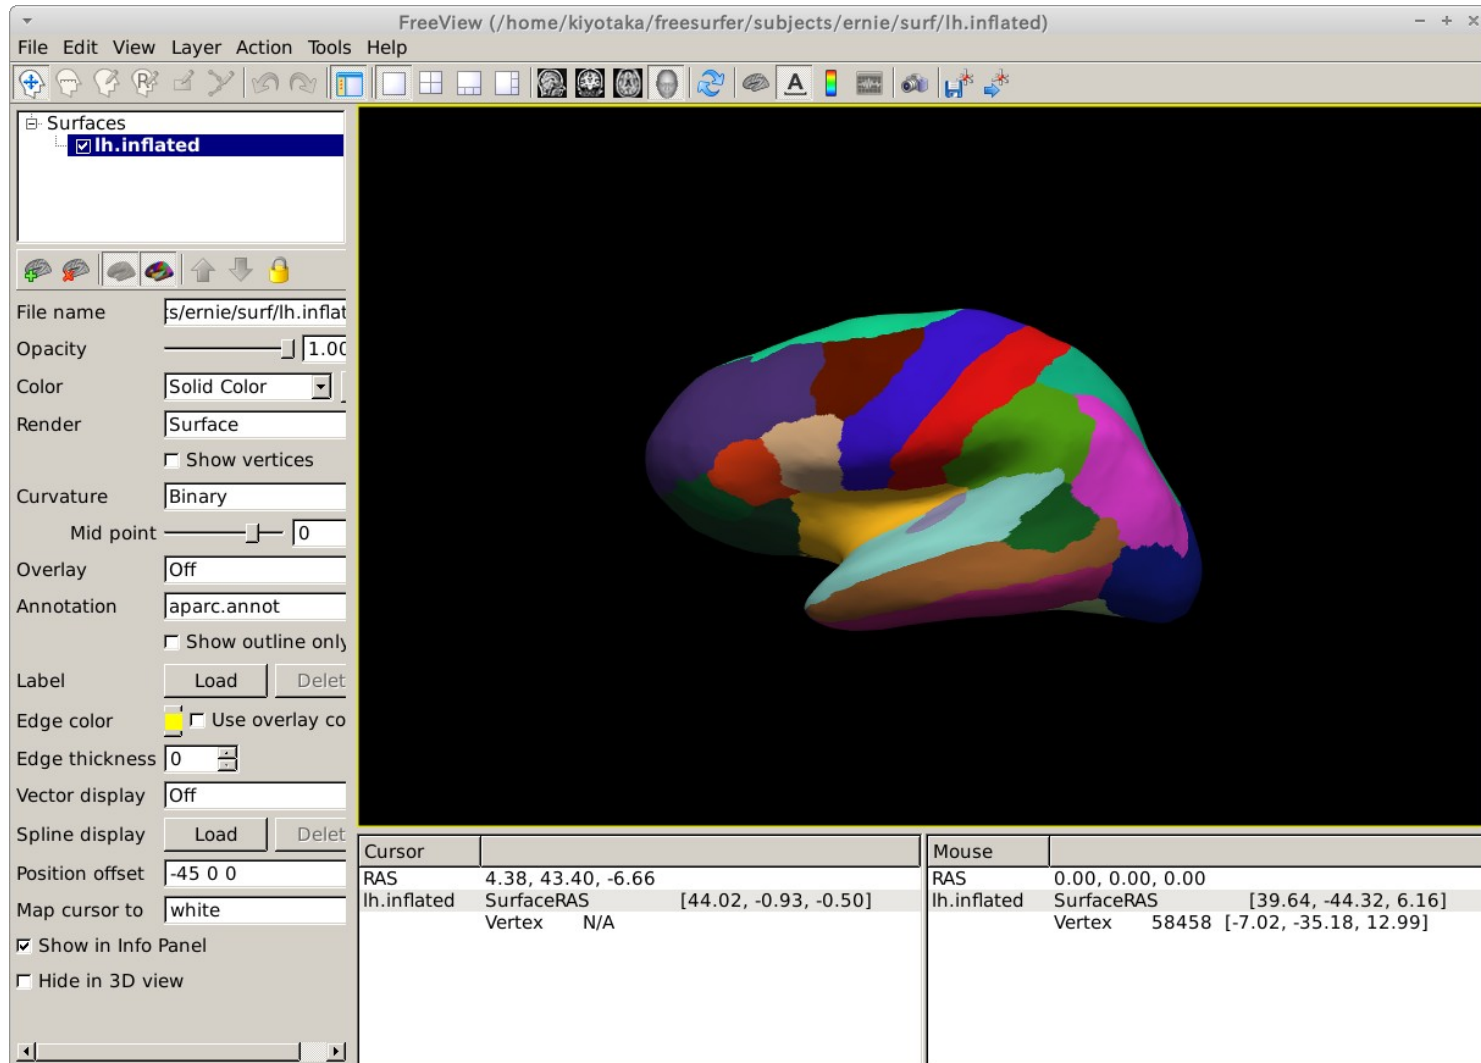 FreeView (/home/kiyotaka/freesurfer/subjects/ernie/surf/lh.inflated)
File Edit View Layer Action Tools Help
Surfaces
lh.inflated
File name ts/ernie/surf/lh.inflat
Opacity 1.00
Color Solid Color
Render Surface
Show vertices
Curvature Binary
Mid point 0
Overlay Off
Annotation aparc.annot
Show outline only
Label Load Delet
Edge color Use overlay co
Edge thickness 0
Vector display Off
Spline display Load Delet
Position offset -45 0 0
Map cursor to white
Show in Info Panel
Hide in 3D view
Cursor
RAS 4.38, 43.40, -6.66
lh.inflated SurfaceRAS [44.02, -0.93, -0.50]
Vertex N/A
Mouse
RAS 0.00, 0.00, 0.00
lh.inflated SurfaceRAS [39.64, -44.32, 6.16]
Vertex 58458 [-7.02, -35.18, 12.99]